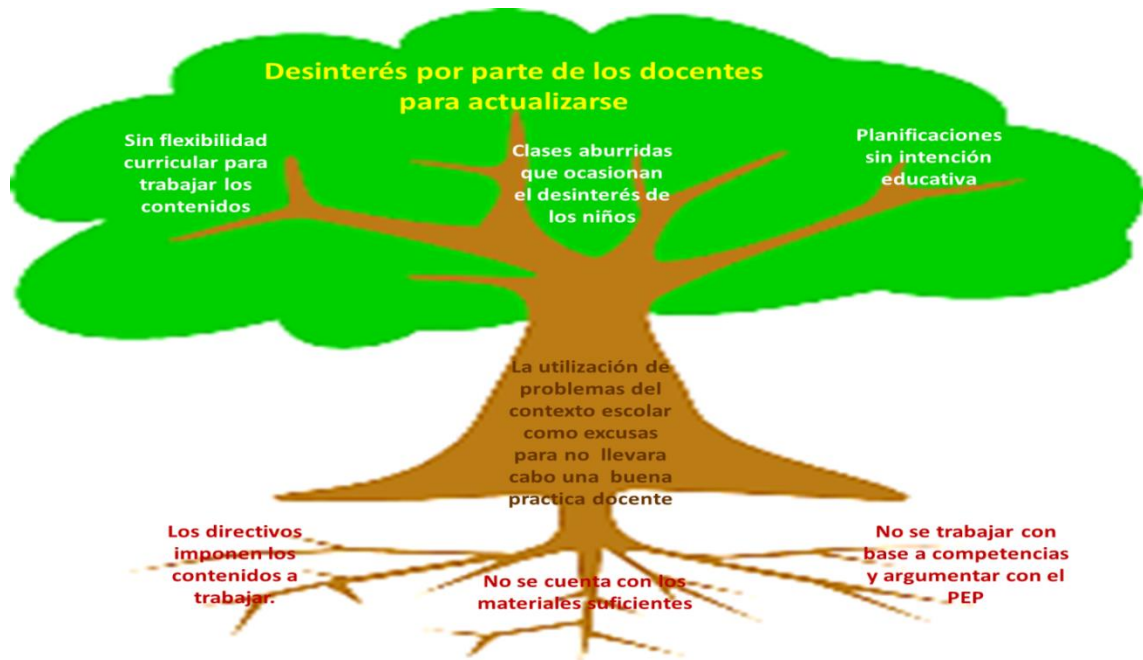 Desinterés por parte de los docentes
para actualizarse
Sin flexibilidad
curricular para
trabajar los
contenidos
Clases aburridas
que ocasionan
el desinterés de
los niños
Planificaciones
sin intención
educativa
La utilización de
problemas del
contexto escolar
como excusas
para no llevara
cabo una buena
practica docente
Los directivos
imponen los
contenidos a
trabajar.
No se cuenta con los
materiales suficientes
No se trabajar con
base a competencias
y argumentar con el
PEP